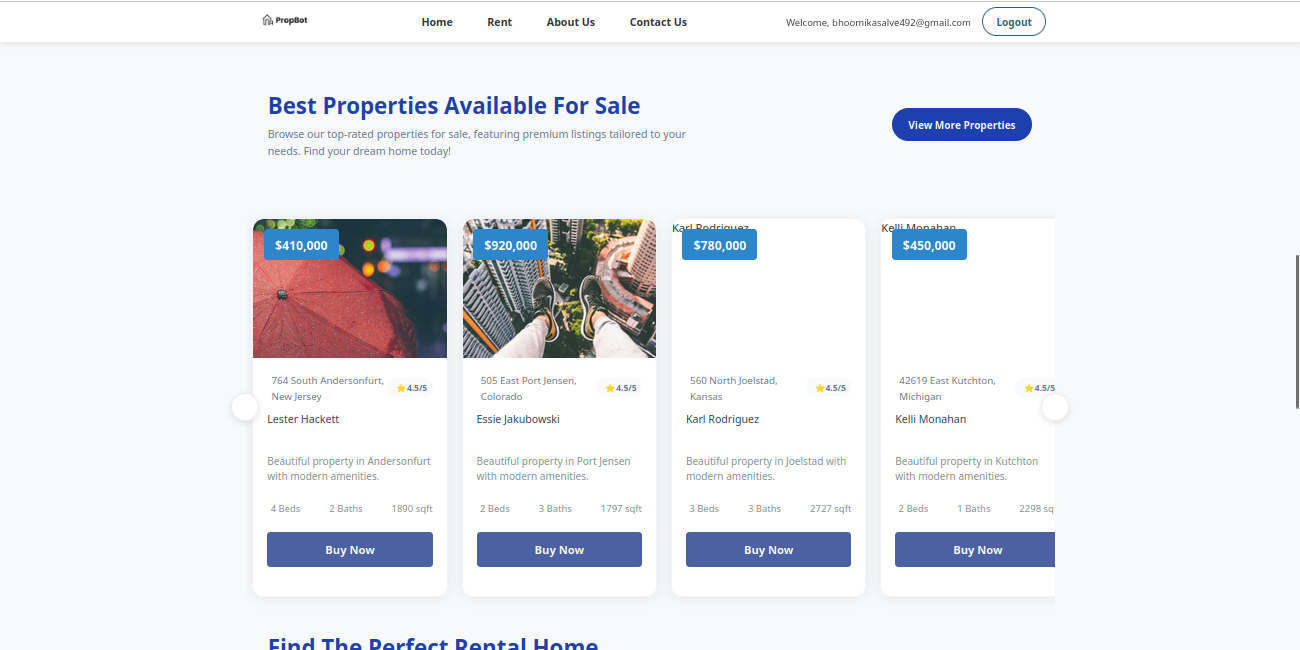 PropBot
Home
Rent
About Us
Contact Us
Welcome, bhoomikasalve492@gmail.com
Logout
Best Properties Available For Sale
Browse our top-rated properties for sale, featuring premium listings tailored to your
needs. Find your dream home today!
View More Properties
$410,000
764 South Andersonfurt,
New Jersey
⭐4.5/5
Lester Hackett
Beautiful property in Andersonfurt
with modern amenities.
4 Beds
2 Baths
1890 sqft
Buy Now
$920,000
505 East Port Jensen,
Colorado
⭐4.5/5
Essie Jakubowski
Beautiful property in Port Jensen
with modern amenities.
2 Beds
3 Baths
1797 sqft
Buy Now
Karl Rodriguez
$780,000
560 North Joelstad,
Kansas
⭐4.5/5
Karl Rodriguez
Beautiful property in Joelstad with
modern amenities.
3 Beds
3 Baths
2727 sqft
Buy Now
Kelli Monahan
$450,000
42619 East Kutchton,
Michigan
⭐4.5/5
Kelli Monahan
Beautiful property in Kutchton
with modern amenities.
2 Beds
1 Baths
2298 sq
Buy Now
Find The Perfect Rental Home